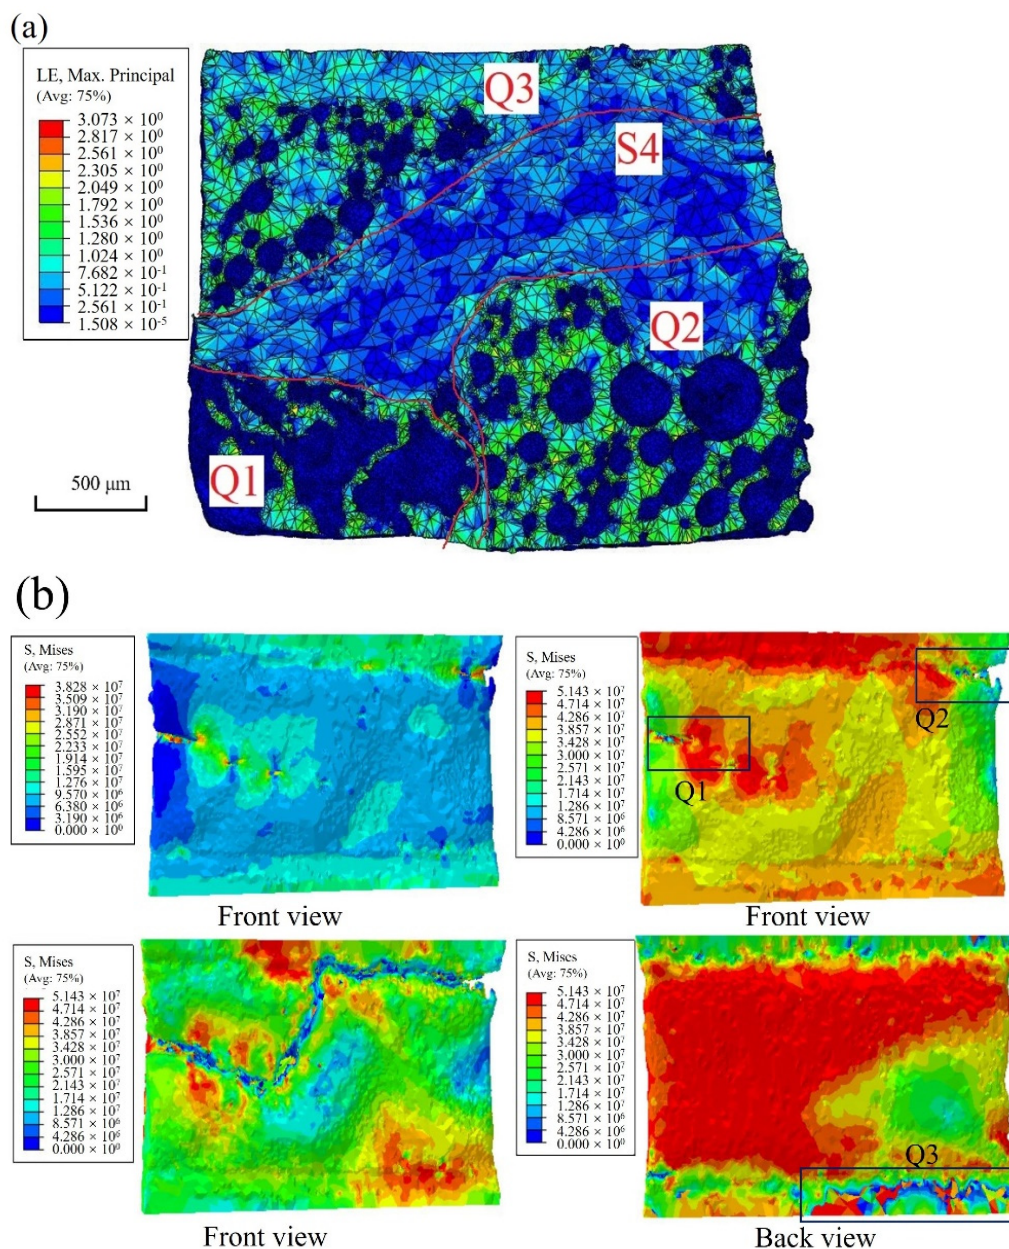 (a)
LE, Max. Principal
(Avg: 75%)
3.073 × 10⁰
2.817 × 10⁰
2.561 × 10⁰
2.305 × 10⁰
2.049 × 10⁰
1.792 × 10⁰
1.536 × 10⁰
1.280 × 10⁰
1.024 × 10⁰
7.682 × 10⁻¹
5.122 × 10⁻¹
2.561 × 10⁻¹
1.508 × 10⁻⁵
Q3
S4
Q2
Q1
500 μm
(b)
S, Mises
(Avg: 75%)
3.828 × 10⁷
3.509 × 10⁷
3.190 × 10⁷
2.871 × 10⁷
2.552 × 10⁷
2.233 × 10⁷
1.914 × 10⁷
1.595 × 10⁷
1.276 × 10⁷
9.570 × 10⁶
6.380 × 10⁶
3.190 × 10⁶
0.000 × 10⁰
Front view
S, Mises
(Avg: 75%)
5.143 × 10⁷
4.714 × 10⁷
4.286 × 10⁷
3.857 × 10⁷
3.428 × 10⁷
3.000 × 10⁷
2.571 × 10⁷
2.143 × 10⁷
1.714 × 10⁷
1.286 × 10⁷
8.571 × 10⁶
4.286 × 10⁶
0.000 × 10⁰
Q2
Q1
Front view
S, Mises
(Avg: 75%)
5.143 × 10⁷
4.714 × 10⁷
4.286 × 10⁷
3.857 × 10⁷
3.428 × 10⁷
3.000 × 10⁷
2.571 × 10⁷
2.143 × 10⁷
1.714 × 10⁷
1.286 × 10⁷
8.571 × 10⁶
4.286 × 10⁶
0.000 × 10⁰
Front view
S, Mises
(Avg: 75%)
5.143 × 10⁷
4.714 × 10⁷
4.286 × 10⁷
3.857 × 10⁷
3.428 × 10⁷
3.000 × 10⁷
2.571 × 10⁷
2.143 × 10⁷
1.714 × 10⁷
1.286 × 10⁷
8.571 × 10⁶
4.286 × 10⁶
0.000 × 10⁰
Q3
Back view